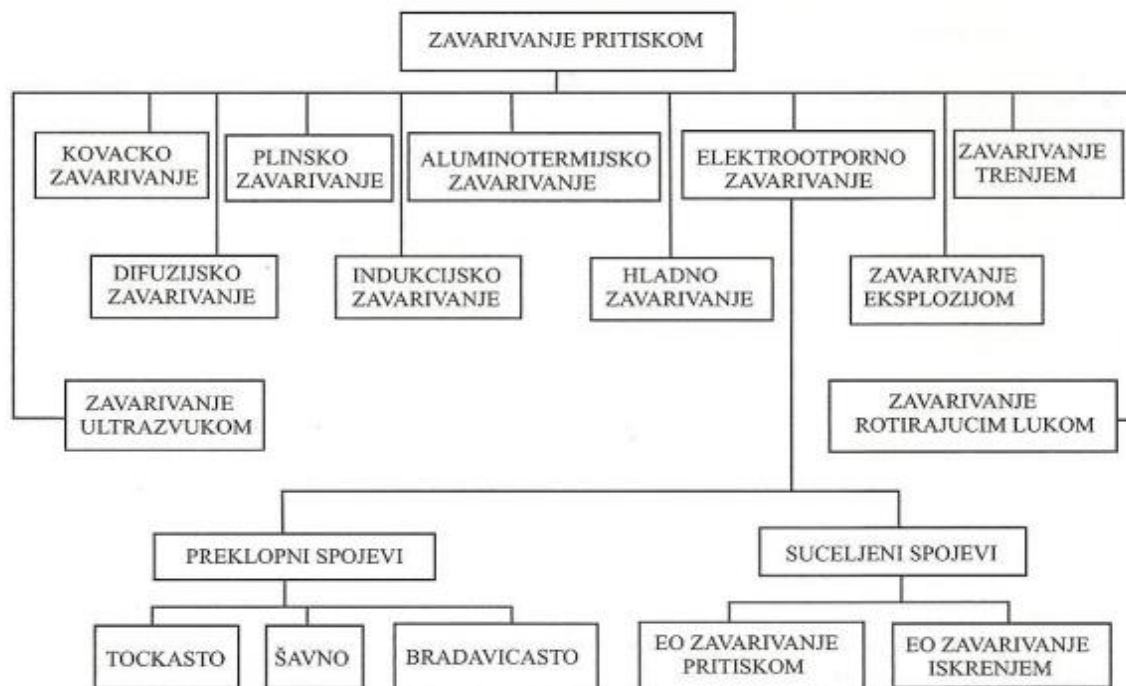 ZAVARIVANJE PRITISKOM
KOVACKO
ZAVARIVANJE
PLINSKO
ZAVARIVANJE
ALUMINOTERMIJSKO
ZAVARIVANJE
ELEKTROOTPORNO
ZAVARIVANJE
ZAVARIVANJE
TRENJEM
DIFUZIJSKO
ZAVARIVANJE
INDUKCIJSKO
ZAVARIVANJE
HLADNO
ZAVARIVANJE
ZAVARIVANJE
EKSPLOZIJOM
ZAVARIVANJE
ULTRAZVUKOM
ZAVARIVANJE
ROTIRAJUCIM LUKOM
PREKLOPNI SPOJEVI
SUCELJENI SPOJEVI
TOCKASTO
ŠAVNO
BRADAVICASTO
EO ZAVARIVANJE
PRITISKOM
EO ZAVARIVANJE
ISKRENJEM